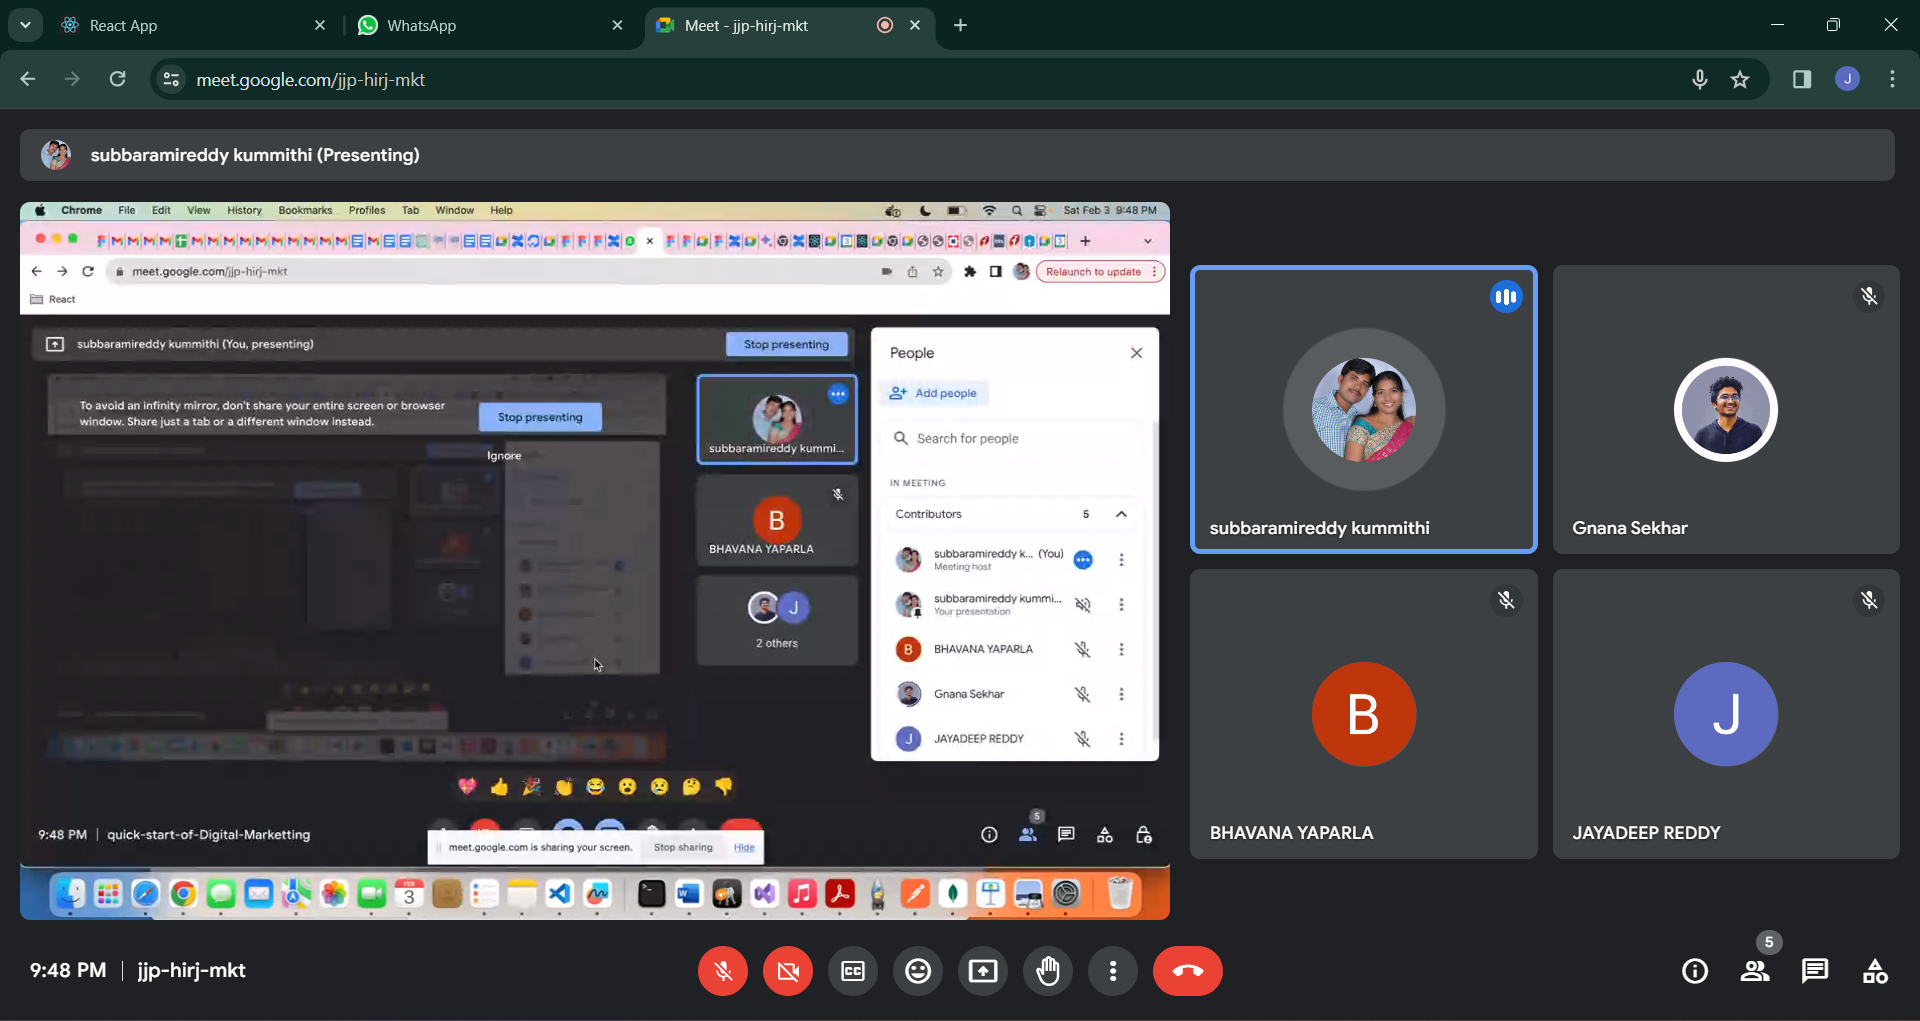 React App
WhatsApp
Meet - jjp-hirj-mkt
meet.google.com/jjp-hirj-mkt
J
subbaramireddy kummithi (Presenting)
Chrome File Edit View History Bookmarks Profiles Tab Window Help
Sat Feb 3 9:48 PM
meet.google.com/jjp-hirj-mkt
Relaunch to update
React
subbaramireddy kummithi (You, presenting)
Stop presenting
To avoid an infinity mirror, don't share your entire screen or browser
window. Share just a tab or a different window instead.
Stop presenting
Ignore
subbaramireddy kummi...
B
BHAVANA YAPARLA
J
2 others
People
Add people
Search for people
IN MEETING
Contributors 5
subbaramireddy k... (You)
Meeting host
subbaramireddy kummi...
Your presentation
B BHAVANA YAPARLA
Gnana Sekhar
J JAYADEEP REDDY
9:48 PM | quick-start-of-Digital-Marketting
meet.google.com is sharing your screen. Stop sharing Hide
5
FEB
3
subbaramireddy kummithi
Gnana Sekhar
B
BHAVANA YAPARLA
J
JAYADEEP REDDY
9:48 PM | jjp-hirj-mkt
CC
5